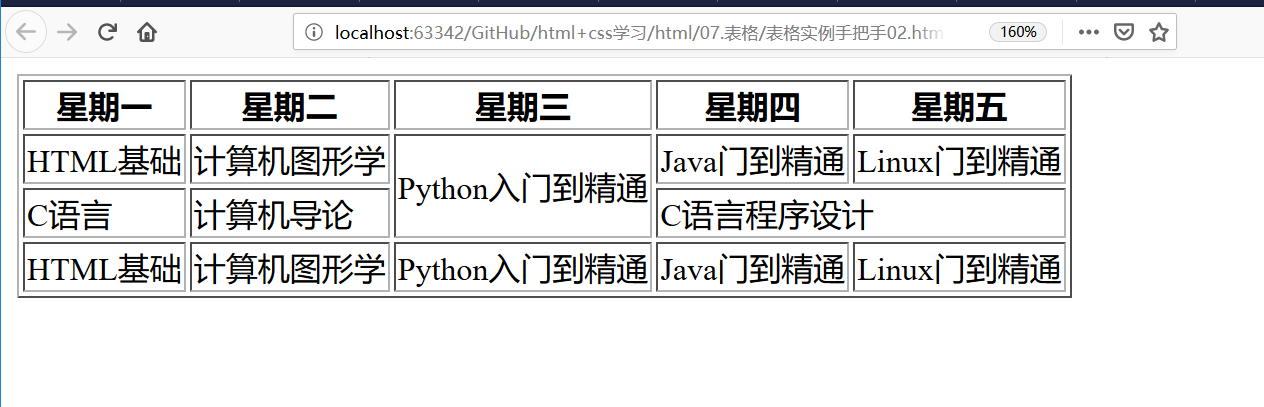 localhost:63342/GitHub/html+css学习/html/07.表格/表格实例手把手02.htm 160%
星期一 星期二 星期三 星期四 星期五
HTML基础 计算机图形学 Python入门到精通 Java门到精通 Linux门到精通
C语言 计算机导论 C语言程序设计
HTML基础 计算机图形学 Python入门到精通 Java门到精通 Linux门到精通